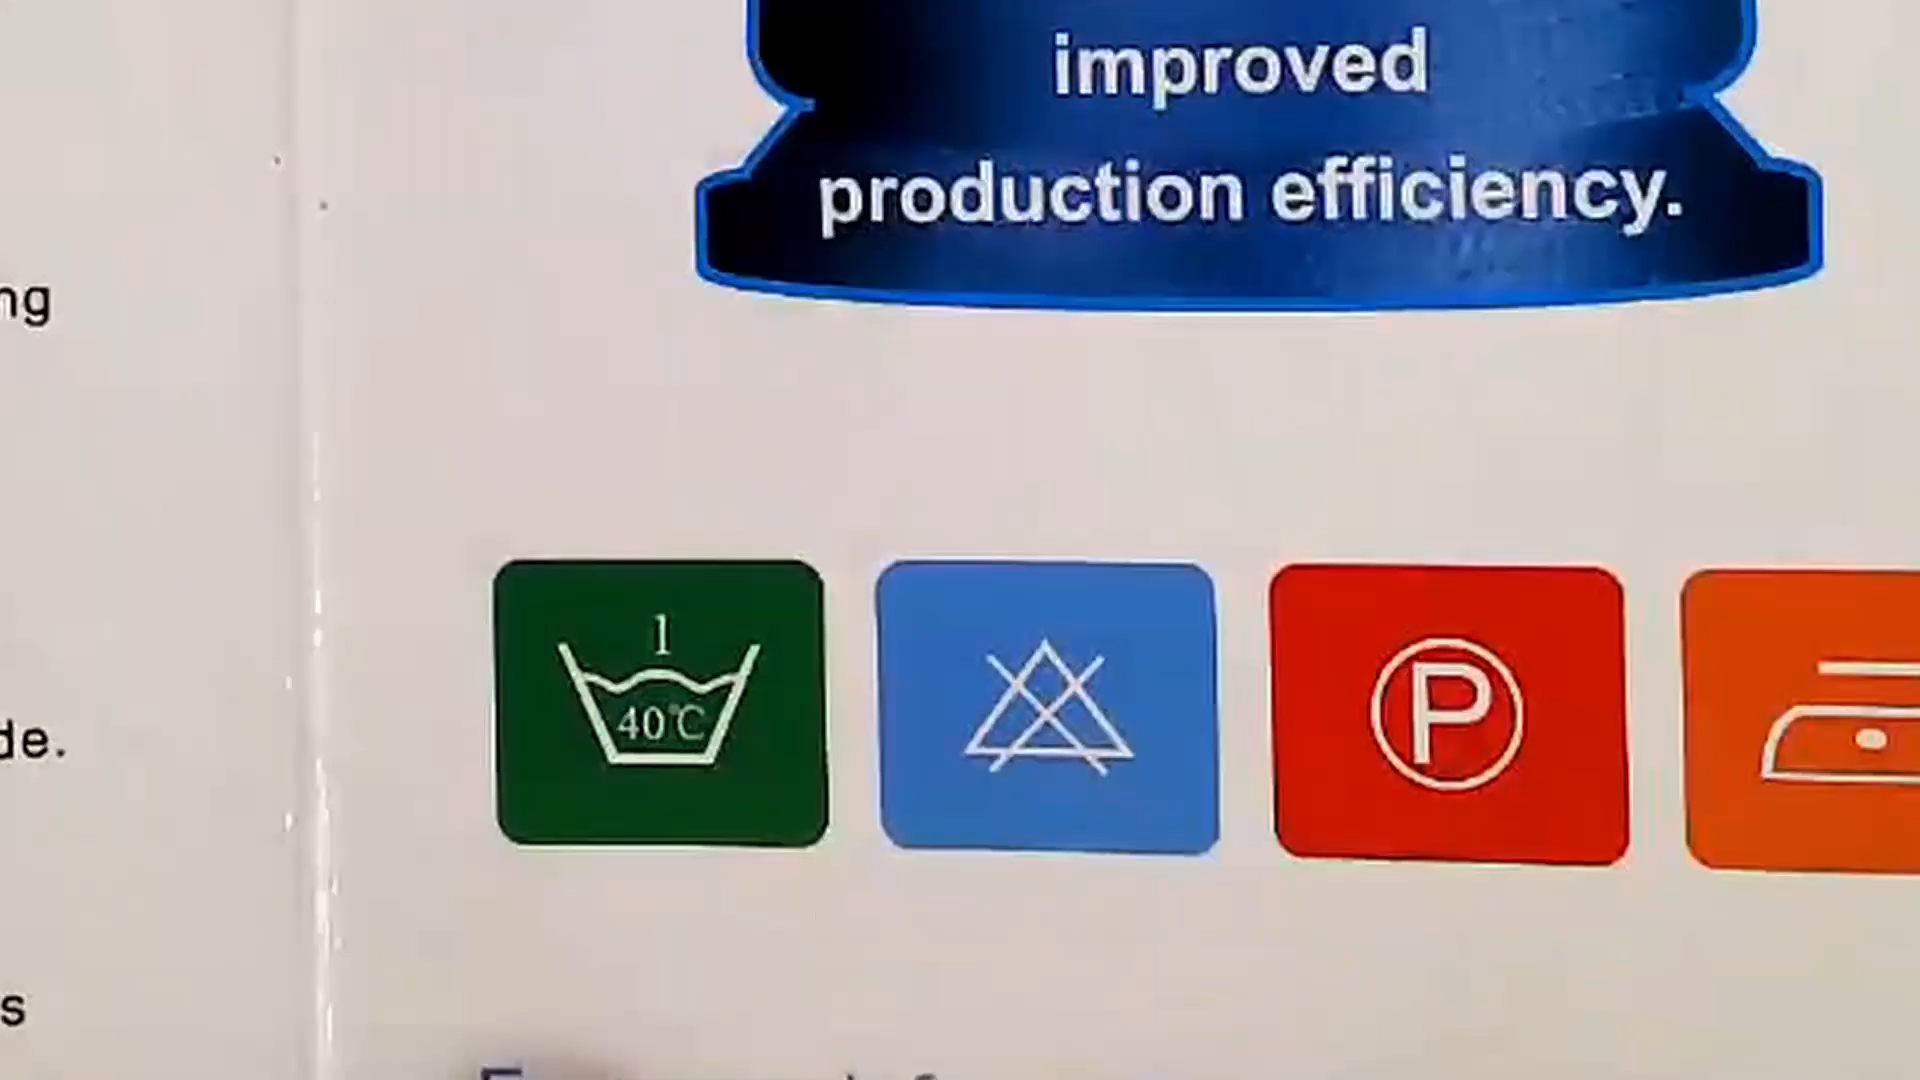 improved
production efficiency.
ng
1
40℃
P
de.
s